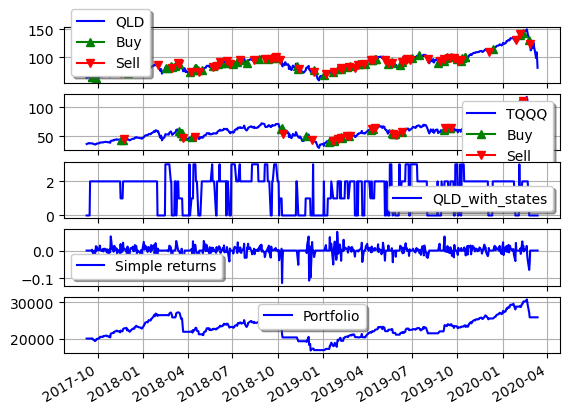 150
100
QLD
Buy
Sell
100
50
TQQQ
Buy
Sell
2
0
QLD_with_states
0.0
−0.1
Simple returns
30000
20000
Portfolio
2017-10
2018-01
2018-04
2018-07
2018-10
2019-01
2019-04
2019-07
2019-10
2020-01
2020-04